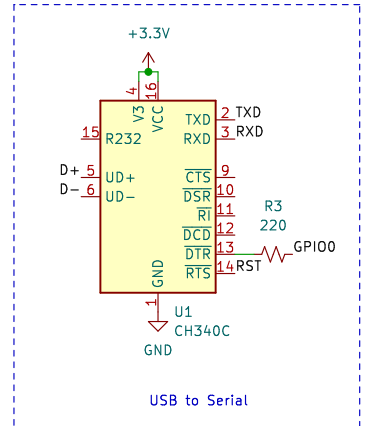 +3.3V
4
16
V3
VCC
TXD 2 TXD
15 R232
RXD 3 RXD
D+ 5 UD+
CTS 9
D- 6 UD-
DSR 10
RI 11
R3
220
DCD 12
DTR 13 GPIO0
RTS 14 RST
GND
1
U1
CH340C
GND
USB to Serial